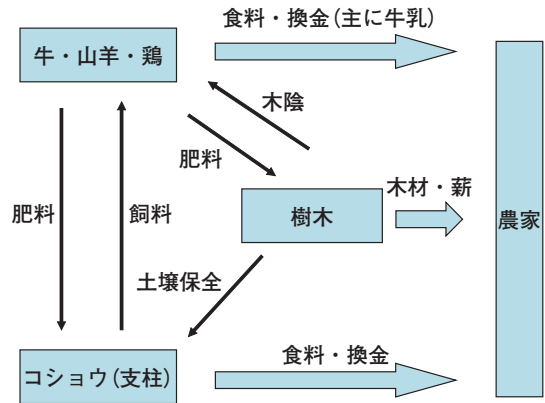 食料・換金(主に牛乳)
牛・山羊・鶏
木陰
肥料
木材・薪
肥料
飼料
樹木
農家
土壌保全
食料・換金
コショウ(支柱)